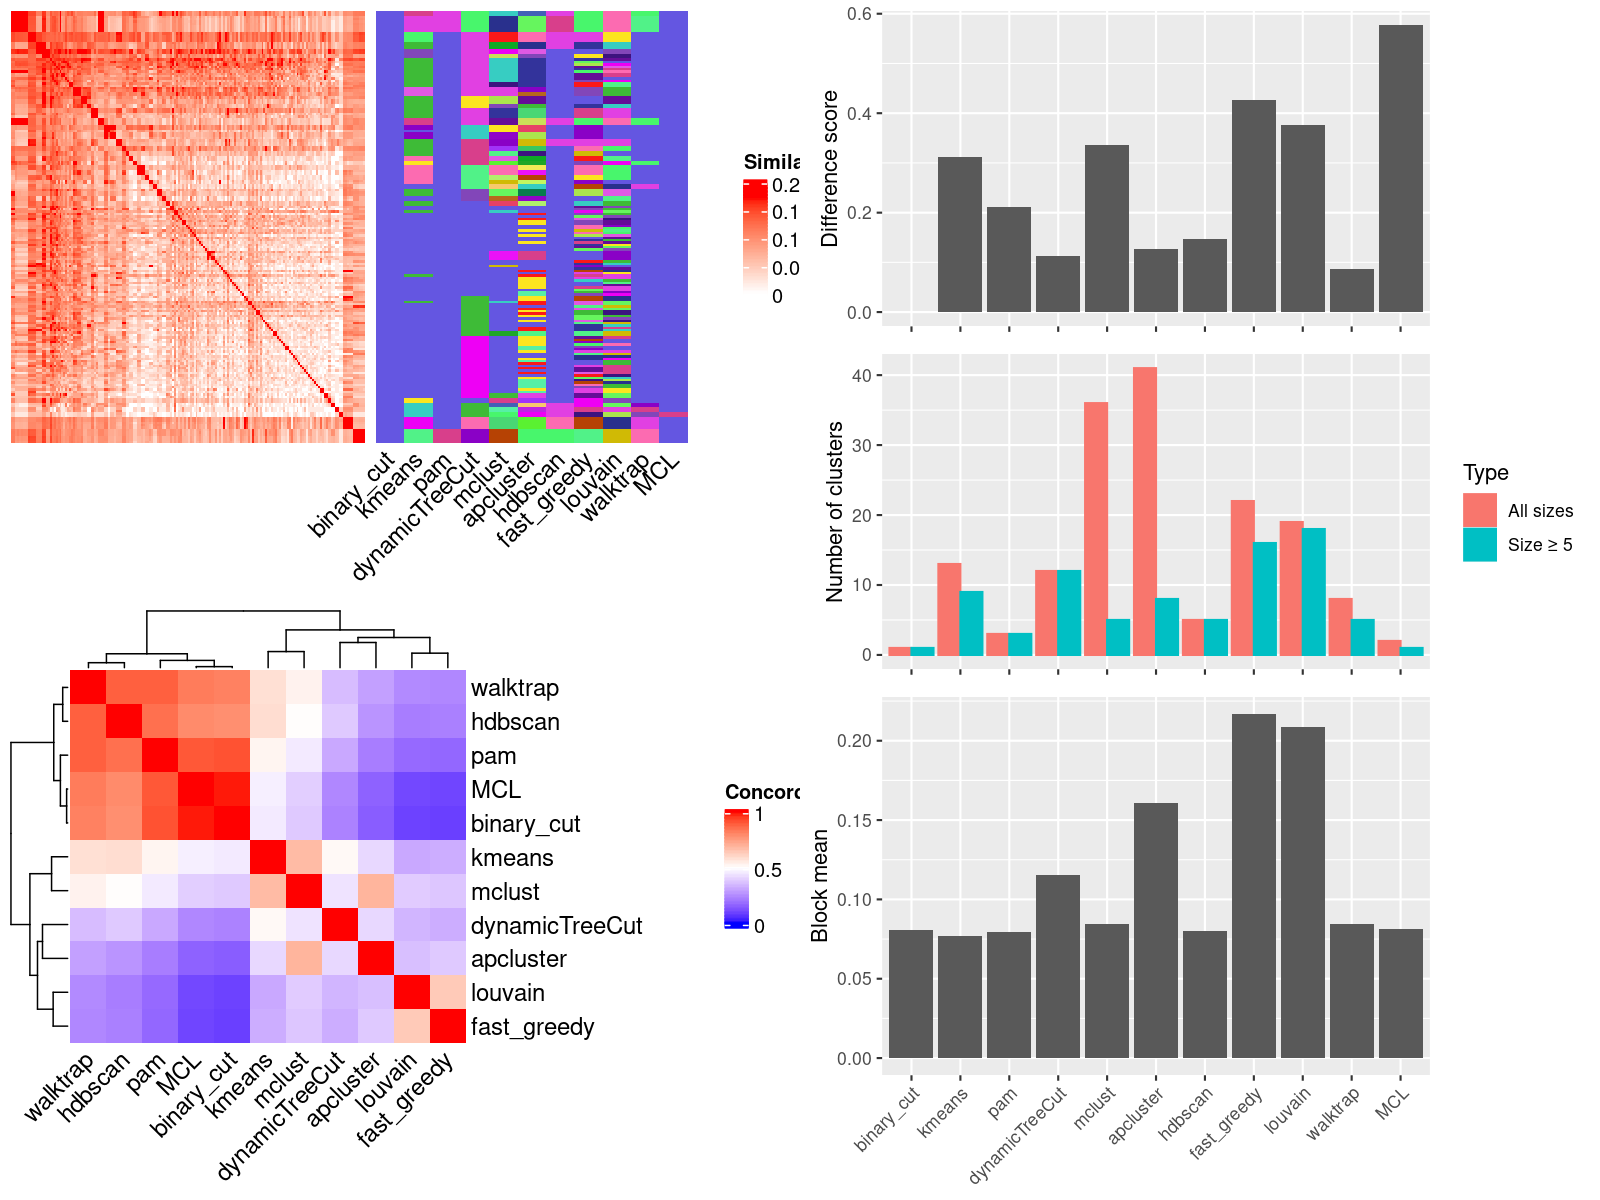 Simila
0.2
0.1
0.1
0.0
0
binary_cut
kmeans
pam
dynamicTreeCut
mclust
apcluster
hdbscan
fast_greedy
louvain
walktrap
MCL
Difference score
0.6
0.4
0.2
0.0
Number of clusters
40
30
20
10
0
Type
All sizes
Size ≥ 5
walktrap
hdbscan
pam
MCL
binary_cut
kmeans
mclust
dynamicTreeCut
apcluster
louvain
fast_greedy
walktrap
hdbscan
pam
MCL
binary_cut
kmeans
mclust
dynamicTreeCut
apcluster
louvain
fast_greedy
Concord
1
0.5
0
Block mean
0.20
0.15
0.10
0.05
0.00
binary_cut
kmeans
pam
dynamicTreeCut
mclust
apcluster
hdbscan
fast_greedy
louvain
walktrap
MCL